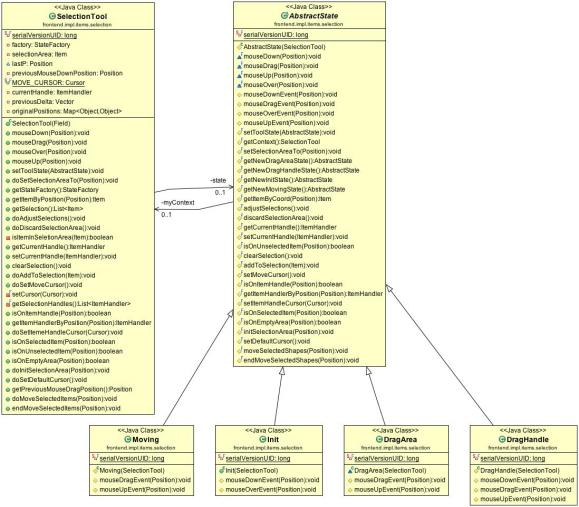 <<Java Class>>
SelectionTool
frontend.impl.items.selection
serialVersionUID: long
factory: StateFactory
selectionArea: Item
lastP: Position
previousMouseDownPosition: Position
MOVE_CURSOR: Cursor
currentHandle: ItemHandler
previousDelta: Vector
originalPositions: Map<Object,Object>
SelectionTool(Field)
mouseDown(Position):void
mouseDrag(Position):void
mouseOver(Position):void
mouseUp(Position):void
setToolState(AbstractState):void
doSetSelectionAreaTo(Position):void
getStateFactory():StateFactory
getItemByPosition(Position):Item
getSelection():List<Item>
doAdjustSelections():void
doDiscardSelectionArea():void
isItemInSelectionArea(Item):boolean
getCurrentHandle():ItemHandler
setCurrentHandle(ItemHandler):void
clearSelection():void
doAddToSelection(Item):void
doSetMoveCursor():void
setCursor(Cursor):void
getSelectionHandles():List<ItemHandler>
isOnItemHandle(Position):boolean
getItemHandlerByPosition(Position):ItemHandler
doSetItemeHandleCursor(Cursor):void
isOnSelectedItem(Position):boolean
isOnUnselectedItem(Position):boolean
isOnEmptyArea(Position):boolean
doInitSelectionArea(Position):void
doSetDefaultCursor():void
getPreviousMouseDragPosition():Position
doMoveSelectedItems(Position):void
endMoveSelectedItems(Position):void
-state
0..1
-myContext
0..1
<<Java Class>>
AbstractState
frontend.impl.items.selection
serialVersionUID: long
AbstractState(SelectionTool)
mouseDown(Position):void
mouseDrag(Position):void
mouseUp(Position):void
mouseOver(Position):void
mouseDownEvent(Position):void
mouseDragEvent(Position):void
mouseOverEvent(Position):void
mouseUpEvent(Position):void
setToolState(AbstractState):void
getContext():SelectionTool
setSelectionAreaTo(Position):void
getNewDragAreaState():AbstractState
getNewDragHandleState():AbstractState
getNewInitState():AbstractState
getNewMovingState():AbstractState
getItemByCoord(Position):Item
adjustSelections():void
discardSelectionArea():void
getCurrentHandle():ItemHandler
setCurrentHandle(ItemHandler):void
isOnUnselectedItem(Position):boolean
clearSelection():void
addToSelection(Item):void
setMoveCursor():void
isOnItemHandle(Position):boolean
getItemHandlerByPosition(Position):ItemHandler
setItemHandleCursor(Cursor):void
isOnSelectedItem(Position):boolean
isOnEmptyArea(Position):boolean
initSelectionArea(Position):void
setDefaultCursor():void
moveSelectedShapes(Position):void
endMoveSelectedShapes(Position):void
<<Java Class>>
Moving
frontend.impl.items.selection
serialVersionUID: long
Moving(SelectionTool)
mouseDragEvent(Position):void
mouseUpEvent(Position):void
<<Java Class>>
Init
frontend.impl.items.selection
serialVersionUID: long
Init(SelectionTool)
mouseDownEvent(Position):void
mouseOverEvent(Position):void
<<Java Class>>
DragArea
frontend.impl.items.selection
serialVersionUID: long
DragArea(SelectionTool)
mouseDragEvent(Position):void
mouseUpEvent(Position):void
<<Java Class>>
DragHandle
frontend.impl.items.selection
serialVersionUID: long
DragHandle(SelectionTool)
mouseDownEvent(Position):void
mouseDragEvent(Position):void
mouseUpEvent(Position):void